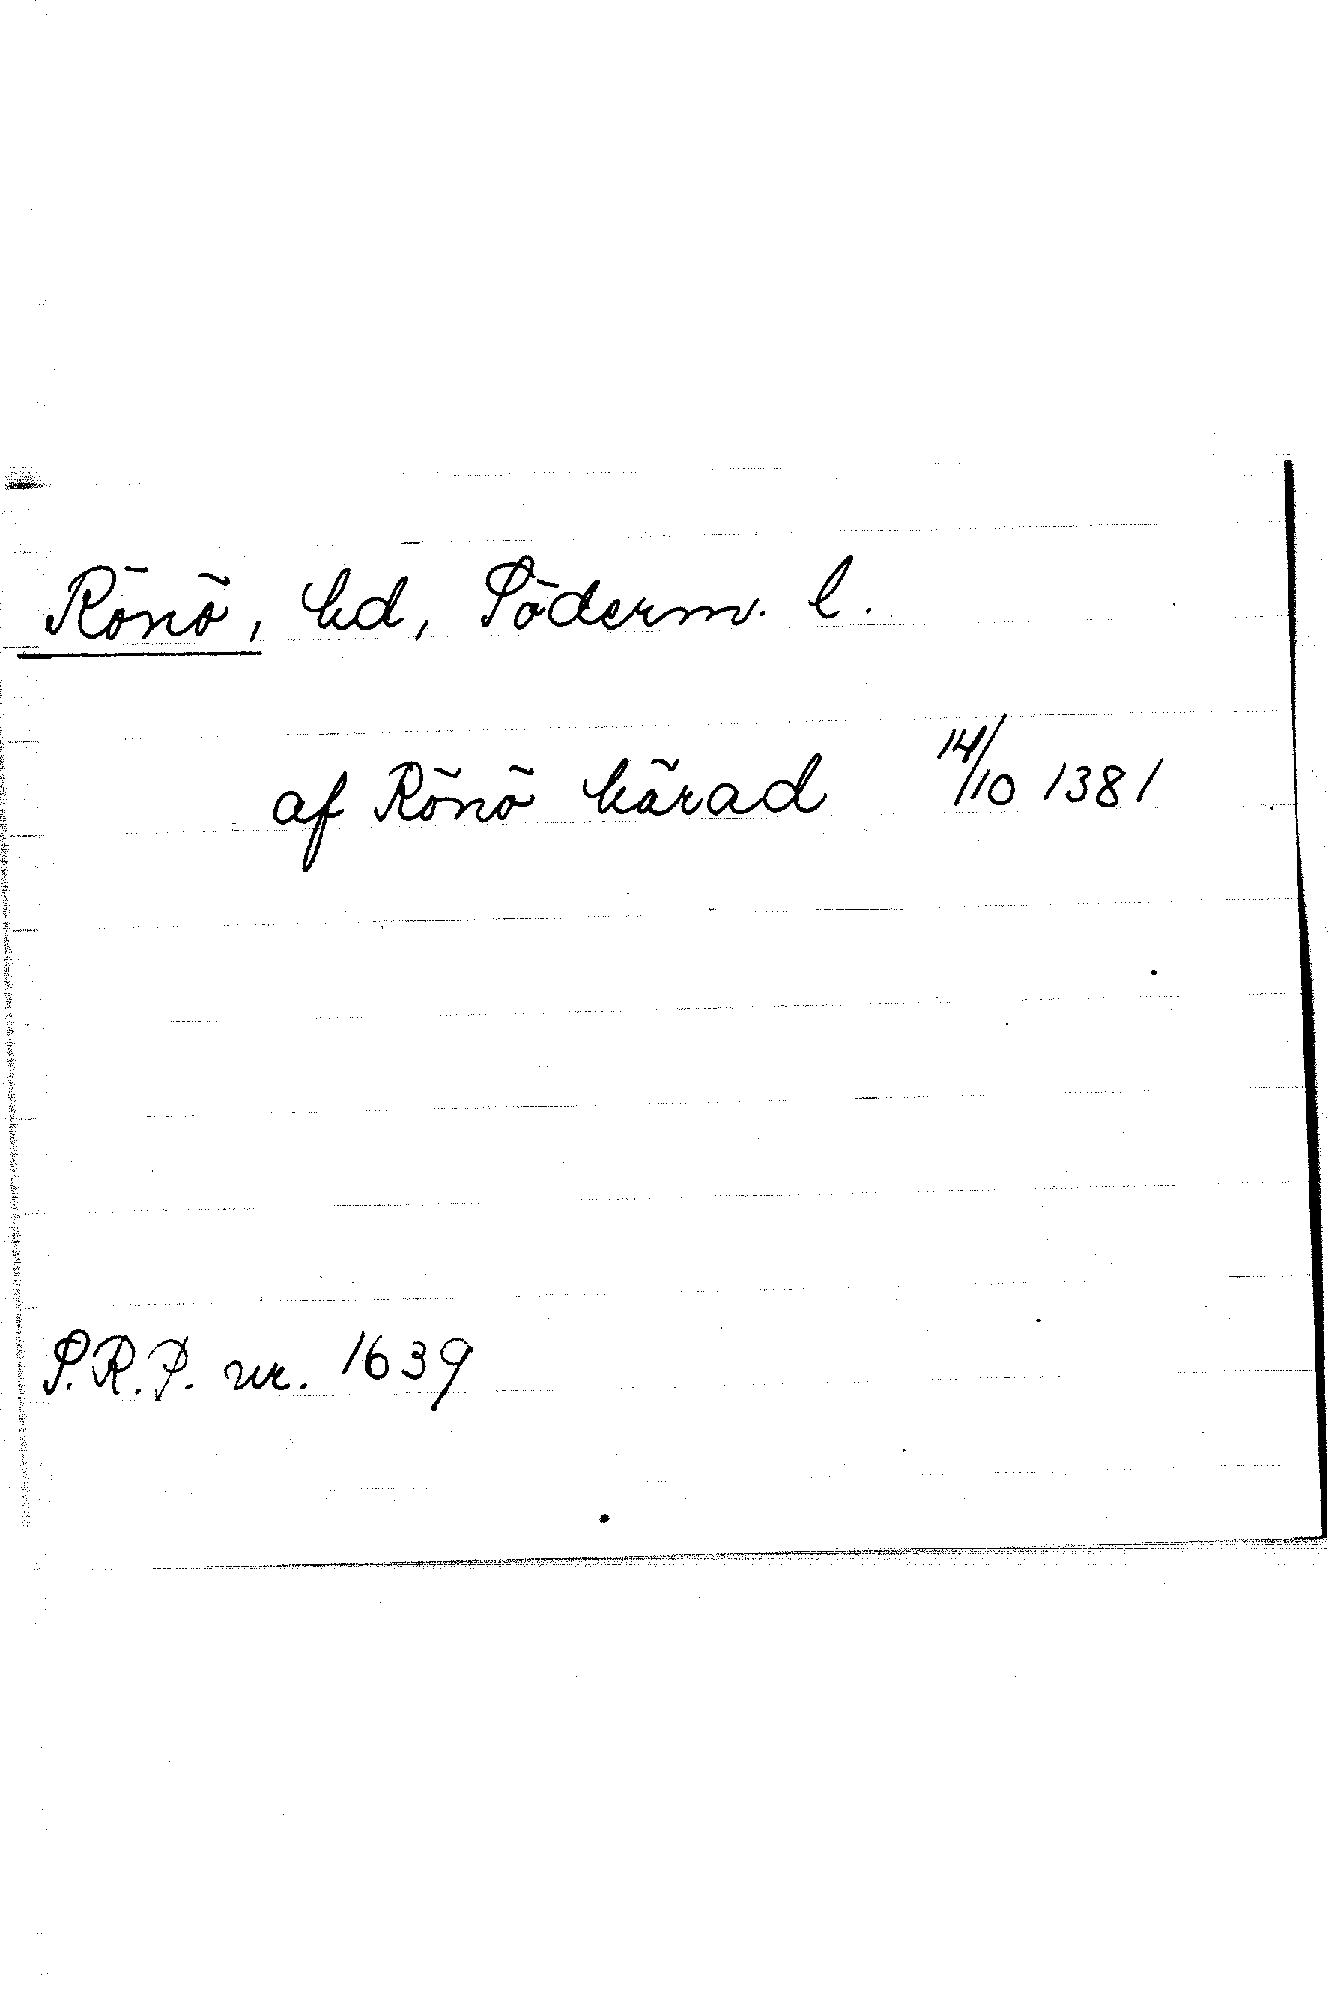 Rönö, hd, Söderm. l.
af Rönö härad 14/10 1381
S.R.P. nr. 1639